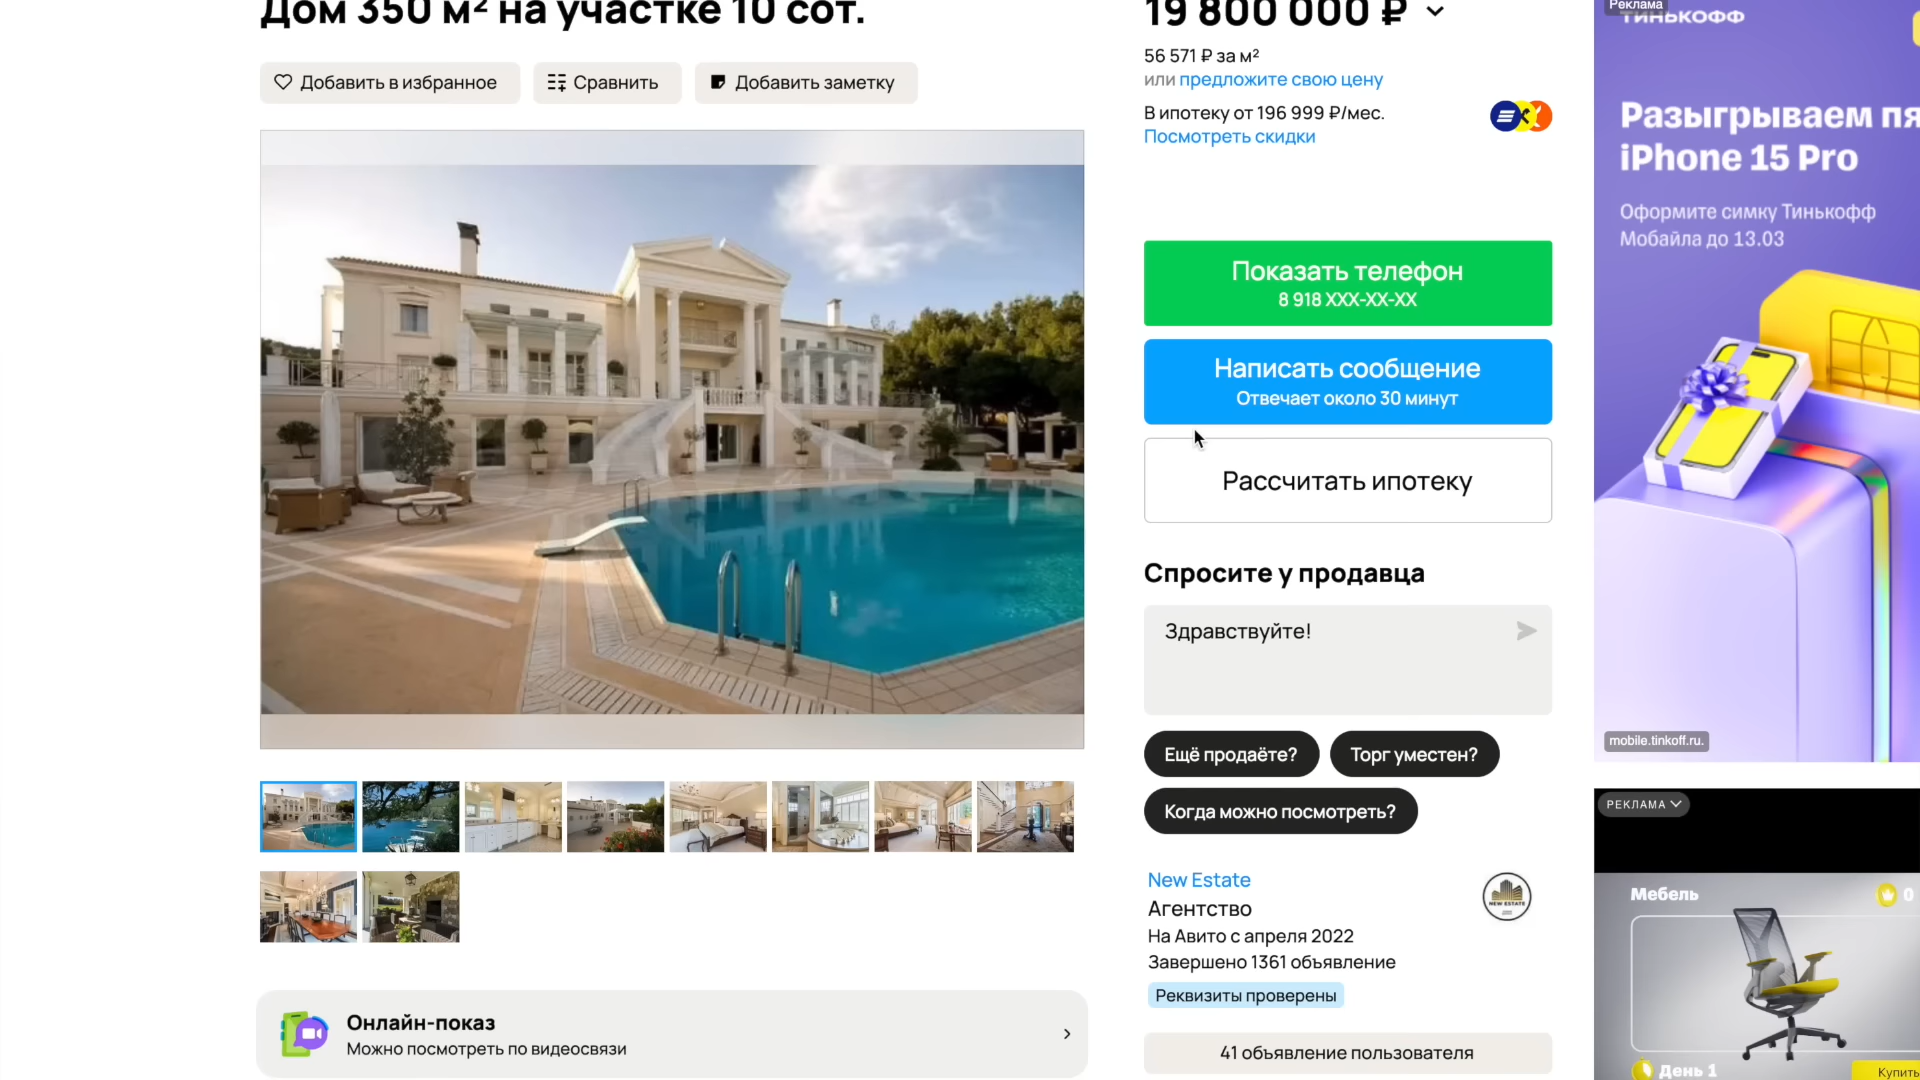 Дом 350 м² на участке 10 сот.
Добавить в избранное
Сравнить
Добавить заметку
19 800 000 ₽
56 571 ₽ за м²
или предложите свою цену
В ипотеку от 196 999 ₽/мес.
Посмотреть скидки
Показать телефон
8 918 XXX-XX-XX
Написать сообщение
Отвечает около 30 минут
Рассчитать ипотеку
Спросите у продавца
Здравствуйте!
Ещё продаёте?
Торг уместен?
Когда можно посмотреть?
New Estate
Агентство
На Авито с апреля 2022
Завершено 1361 объявление
Реквизиты проверены
NEW ESTATE
41 объявление пользователя
Онлайн-показ
Можно посмотреть по видеосвязи
Реклама
ТИНЬКОФФ
Разыгрываем пя
iPhone 15 Pro
Оформите симку Тинькофф
Мобайла до 13.03
mobile.tinkoff.ru.
РЕКЛАМА
Мебель
0
День 1
Купить